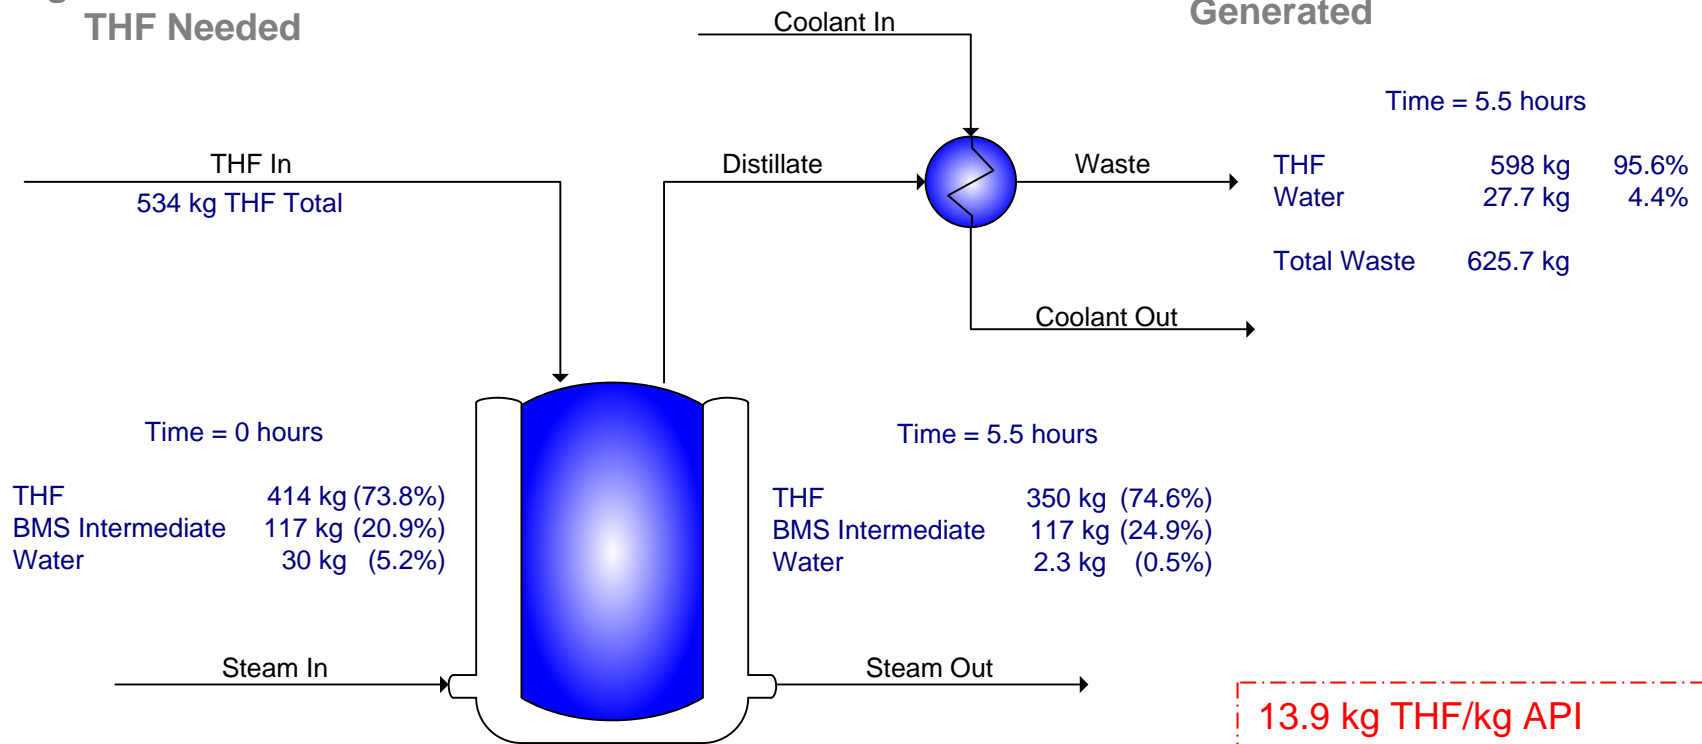 THF Needed
Generated
Coolant In
Time = 5.5 hours
THF In
Distillate
Waste
THF 598 kg 95.6%
534 kg THF Total
Water 27.7 kg 4.4%
Total Waste 625.7 kg
Coolant Out
Time = 0 hours
THF 414 kg (73.8%)
BMS Intermediate 117 kg (20.9%)
Water 30 kg (5.2%)
Time = 5.5 hours
THF 350 kg (74.6%)
BMS Intermediate 117 kg (24.9%)
Water 2.3 kg (0.5%)
Steam In
Steam Out
13.9 kg THF/kg API